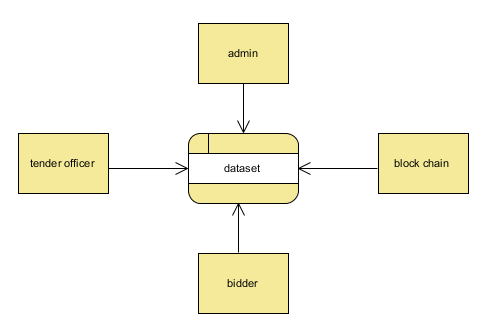 admin
tender officer
dataset
block chain
bidder